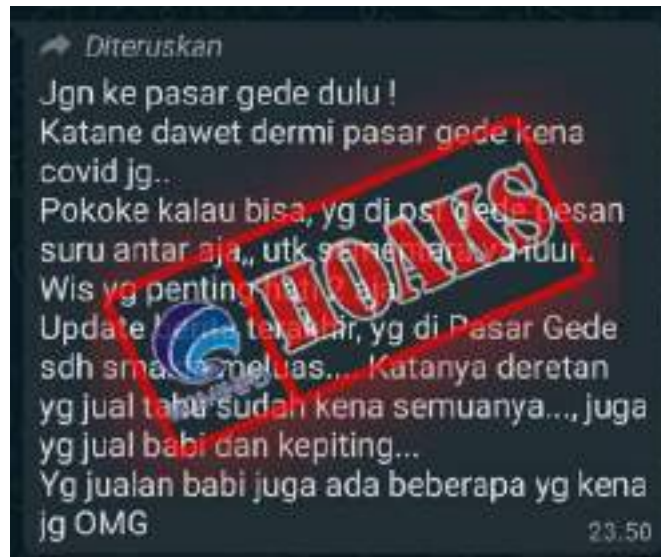 Diteruskan
Jgn ke pasar gede dulu !
Katane dawet dermi pasar gede kena
covid jg..
Pokoke kalau bisa, yg di psr gede pesan
suru antar aja,, utk
Wis yg penting
Update terakhir, yg di Pasar Gede
sdh meluas.... Katanya deretan
yg jual tahu sudah kena semuanya..., juga
yg jual babi dan kepiting...
Yg jualan babi juga ada beberapa yg kena
jg OMG
23.50
HOAKS